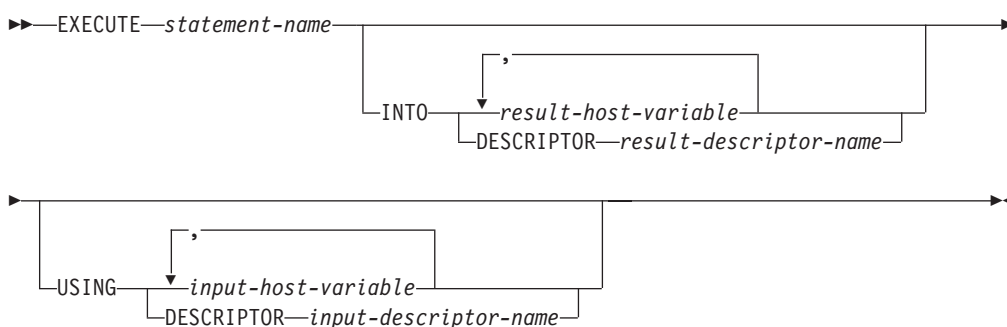 EXECUTE statement-name
,
INTO result-host-variable
DESCRIPTOR result-descriptor-name
,
USING input-host-variable
DESCRIPTOR input-descriptor-name